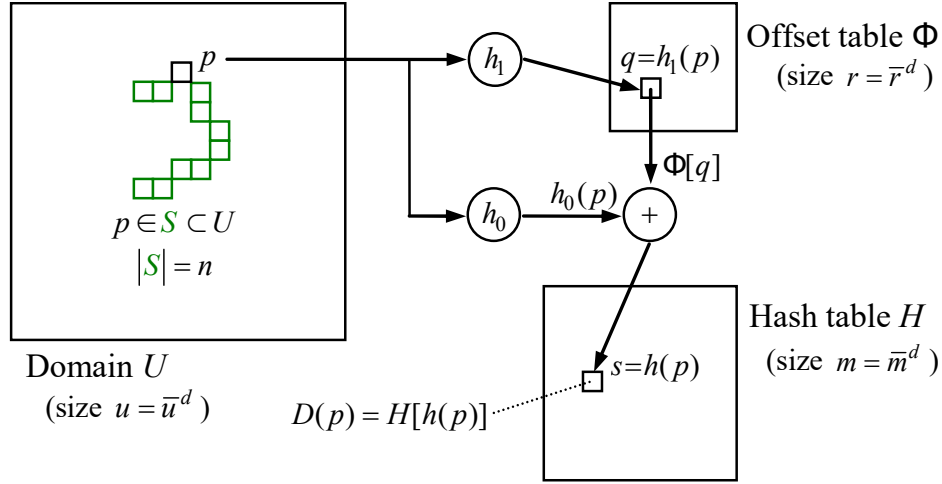 p
h₁
q=h₁(p)
Offset table Φ
(size r = r̅ᵈ)
Φ[q]
h₀
h₀(p)
+
p ∈ S ⊂ U
|S| = n
Domain U
(size u = u̅ᵈ)
Hash table H
(size m = m̅ᵈ)
s=h(p)
D(p) = H[h(p)]